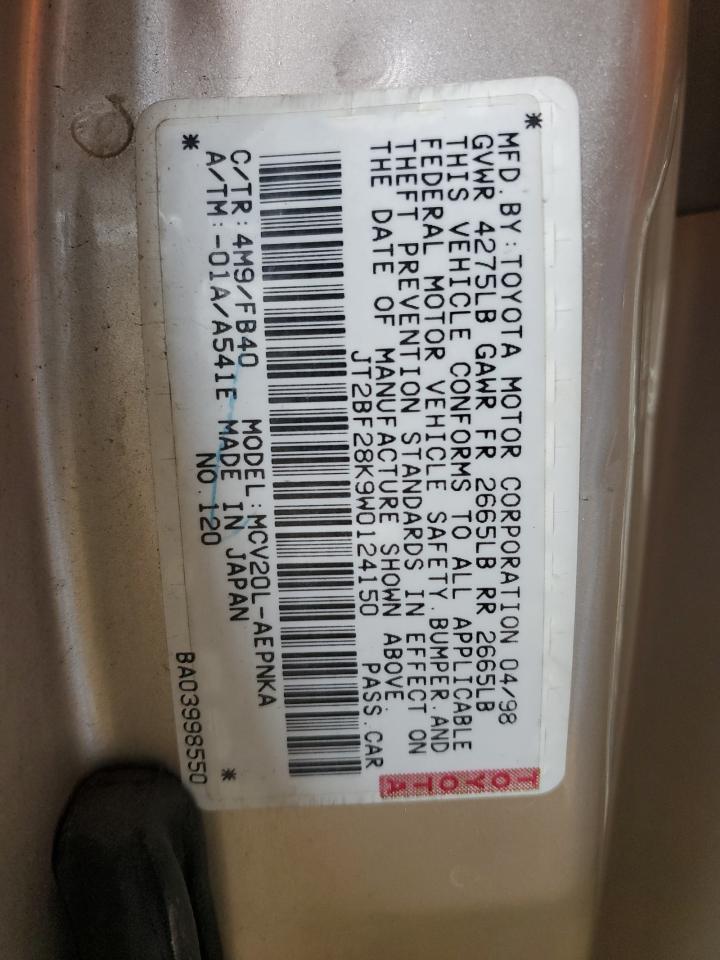 MFD. BY: TOYOTA MOTOR CORPORATION 04/98
GVWR 4275LB GAWR FR 2665LB RR 2665LB
THIS VEHICLE CONFORMS TO ALL APPLICABLE
FEDERAL MOTOR VEHICLE SAFETY, BUMPER, AND
THEFT PREVENTION STANDARDS IN EFFECT ON
THE DATE OF MANUFACTURE SHOWN ABOVE.
JT2BF28K9W0124150 PASS. CAR
C/TR: 4M9/FB40 MODEL: MCV20L-AEPNKA
A/TM: -01A/A541E MADE IN JAPAN
NO.120
BA03998550
TOYOTA